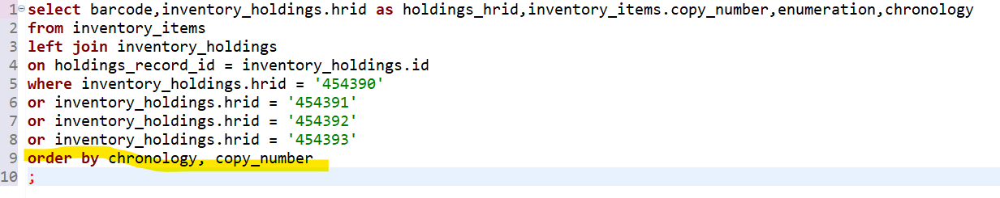 1 select barcode,inventory_holdings.hrid as holdings_hrid,inventory_items.copy_number,enumeration,chronology
2 from inventory_items
3 left join inventory_holdings
4 on holdings_record_id = inventory_holdings.id
5 where inventory_holdings.hrid = '454390'
6 or inventory_holdings.hrid = '454391'
7 or inventory_holdings.hrid = '454392'
8 or inventory_holdings.hrid = '454393'
9 order by chronology, copy_number
10 ;